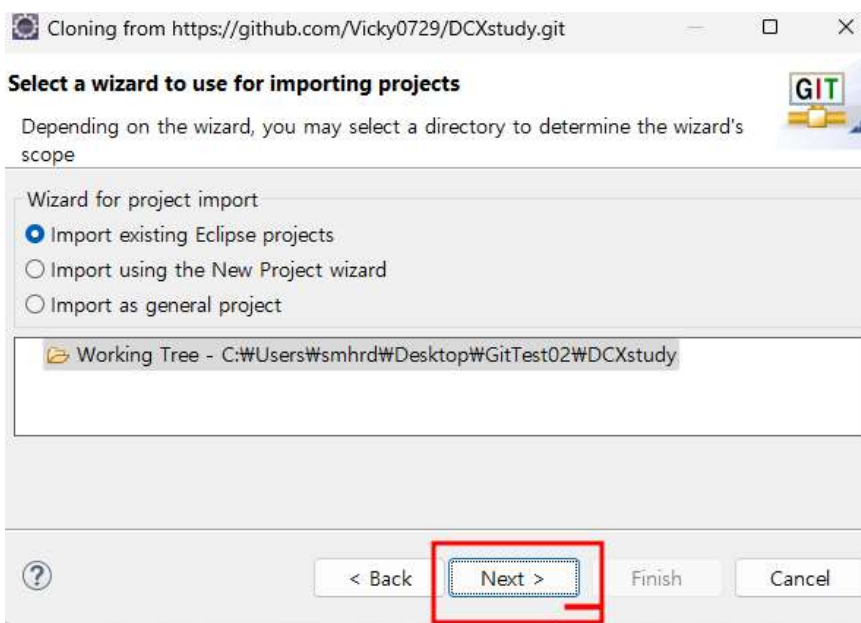 Cloning from https://github.com/Vicky0729/DCXstudy.git
Select a wizard to use for importing projects
GIT
Depending on the wizard, you may select a directory to determine the wizard's
scope
Wizard for project import
Import existing Eclipse projects
Import using the New Project wizard
Import as general project
Working Tree - C:₩Users₩smhrd₩Desktop₩GitTest02₩DCXstudy
?
< Back
Next >
Finish
Cancel